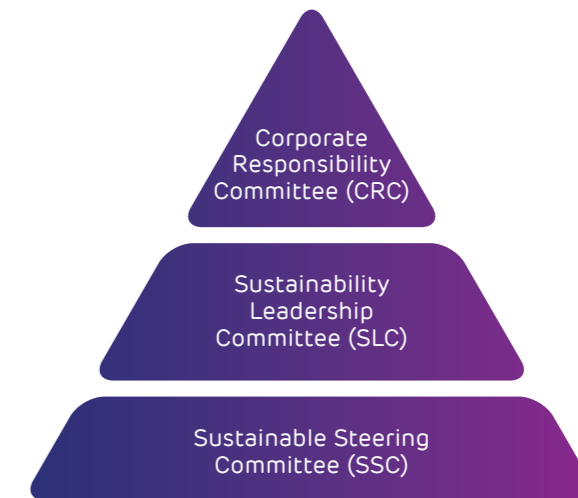 Corporate
Responsibility
Committee (CRC)
Sustainability
Leadership
Committee (SLC)
Sustainable Steering
Committee (SSC)